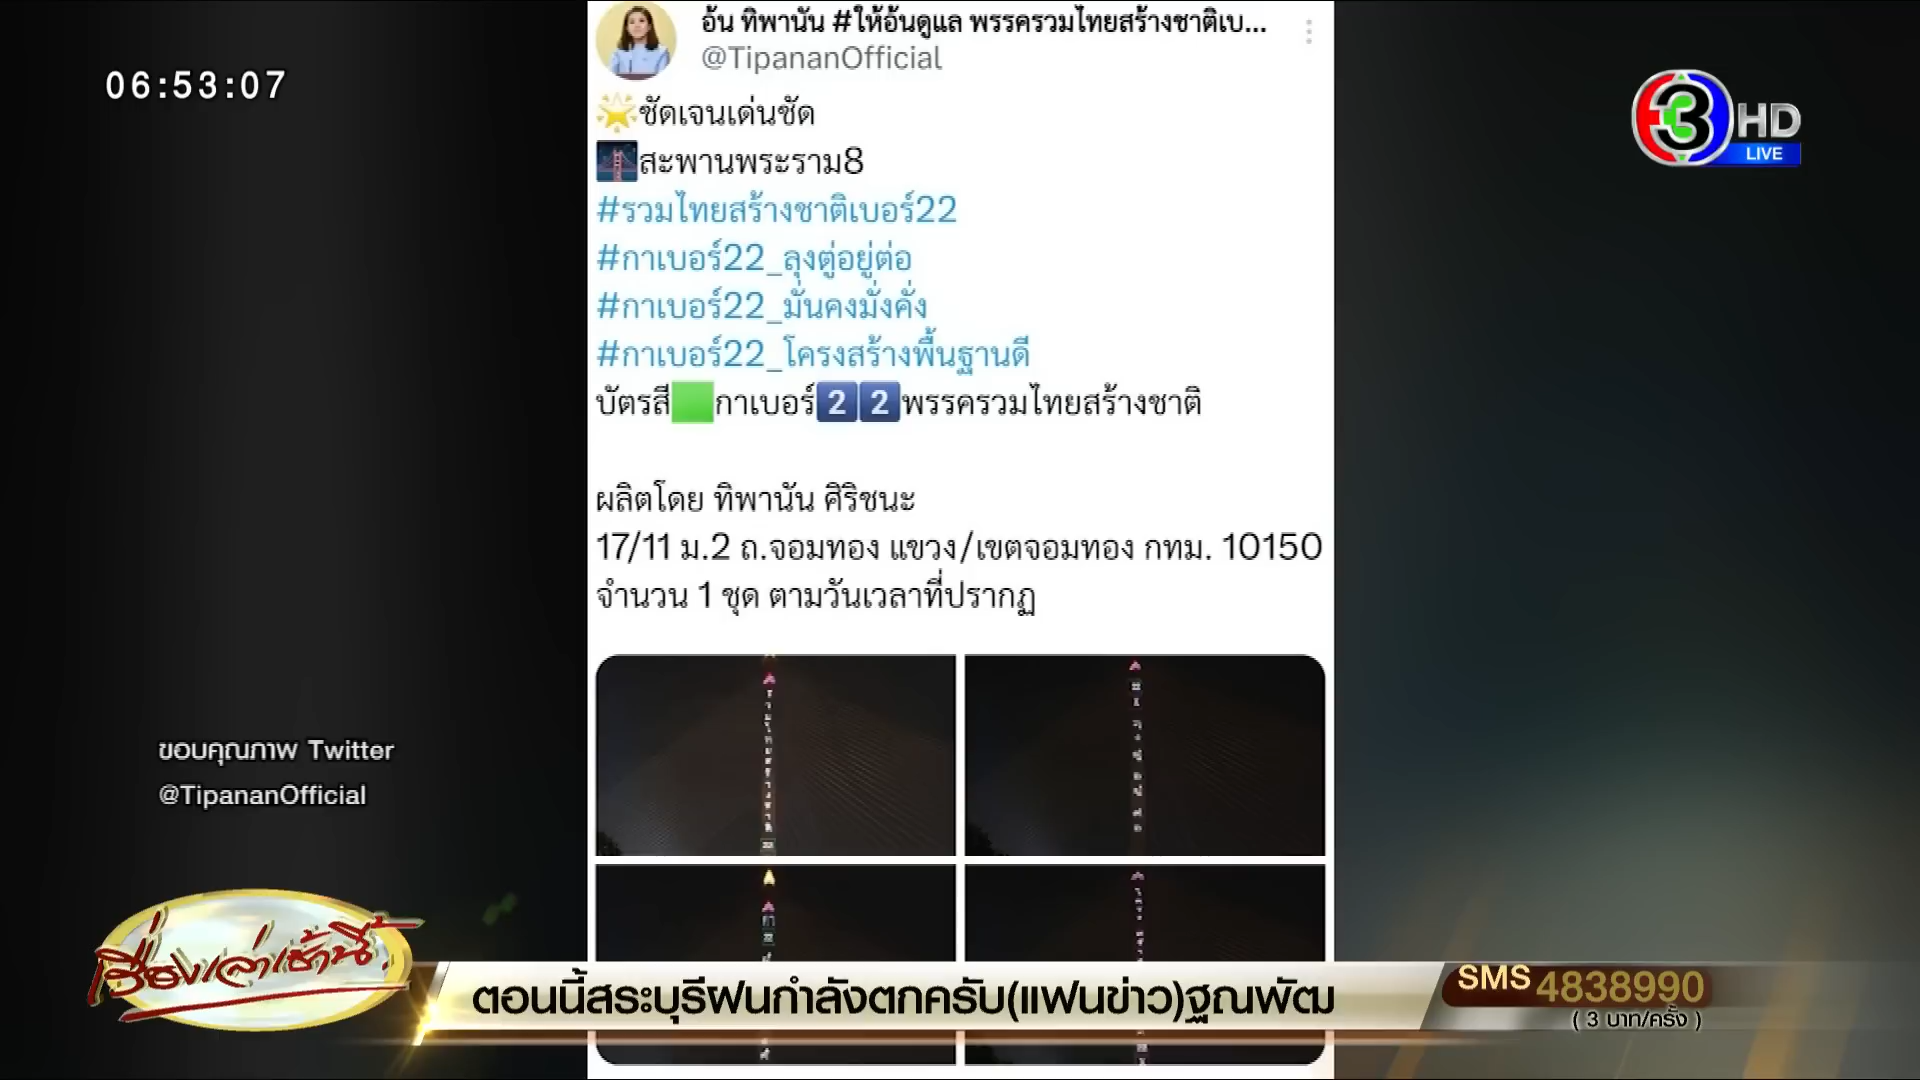 06:53:07
อ้น ทิพานัน #ให้อ้นดูแล พรรครวมไทยสร้างชาติเบ...
@TipananOfficial
ชัดเจนเด่นชัด
สะพานพระราม8
#รวมไทยสร้างชาติเบอร์22
#กาเบอร์22_ลุงตู่อยู่ต่อ
#กาเบอร์22_มั่นคงมั่งคั่ง
#กาเบอร์22_โครงสร้างพื้นฐานดี
บัตรสี🟩กาเบอร์2️⃣2️⃣พรรครวมไทยสร้างชาติ
ผลิตโดย ทิพานัน ศิริชนะ
17/11 ม.2 ถ.จอมทอง แขวง/เขตจอมทอง กทม. 10150
จำนวน 1 ชุด ตามวันเวลาที่ปรากฏ
3 HD
LIVE
ขอบคุณภาพ Twitter
@TipananOfficial
เรื่องเล่าเช้านี้
ตอนนี้สระบุรีฝนกำลังตกครับ(แฟนข่าว)ฐณพัฒ
SMS 4838990
( 3 บาท/ครั้ง )